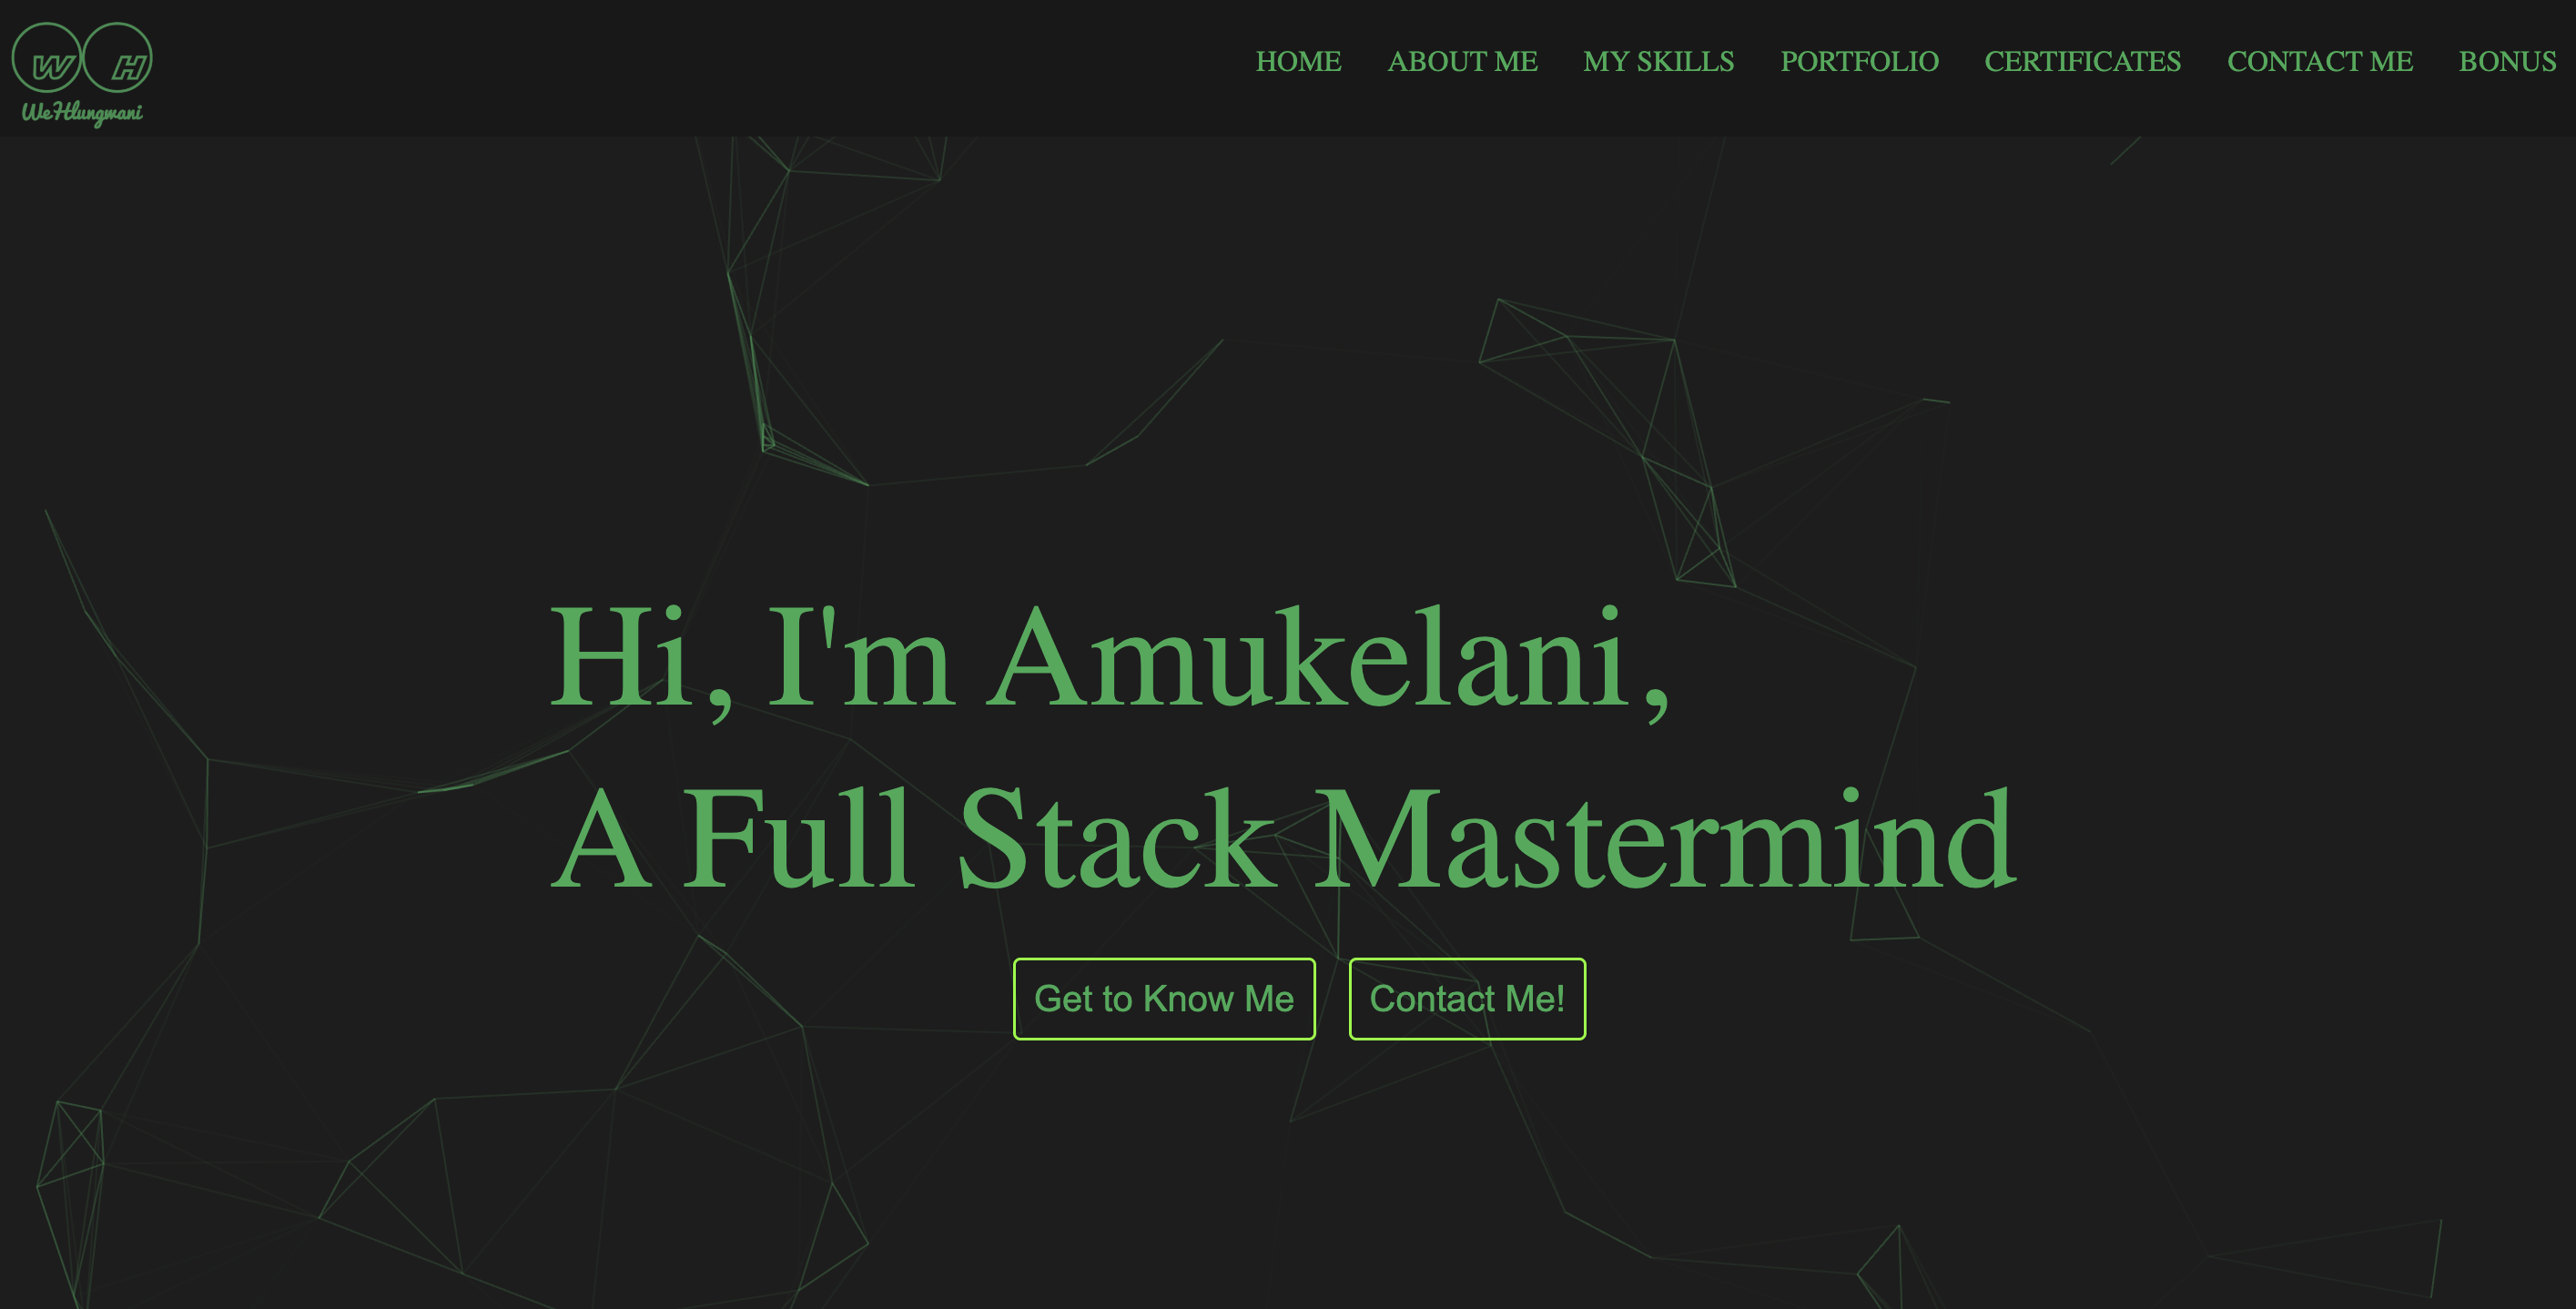 W H
WeHlungwani
HOME ABOUT ME MY SKILLS PORTFOLIO CERTIFICATES CONTACT ME BONUS
Hi, I'm Amukelani,
A Full Stack Mastermind
Get to Know Me Contact Me!